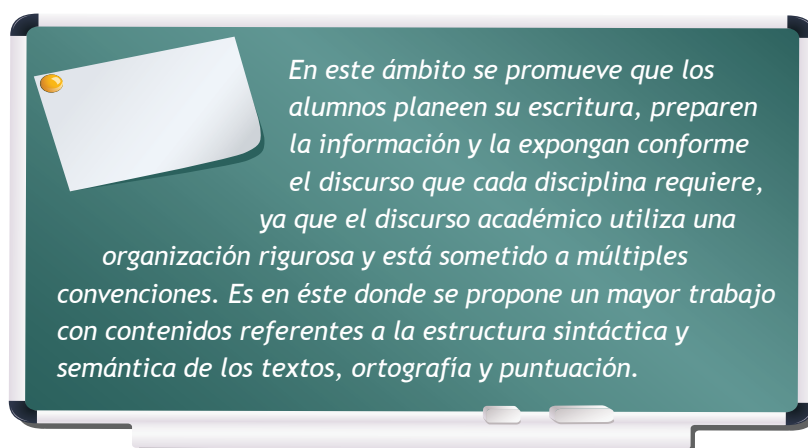 En este ámbito se promueve que los
alumnos planeen su escritura, preparen
la información y la expongan conforme
el discurso que cada disciplina requiere,
ya que el discurso académico utiliza una
organización rigurosa y está sometido a múltiples
convenciones. Es en éste donde se propone un mayor trabajo
con contenidos referentes a la estructura sintáctica y
semántica de los textos, ortografía y puntuación.